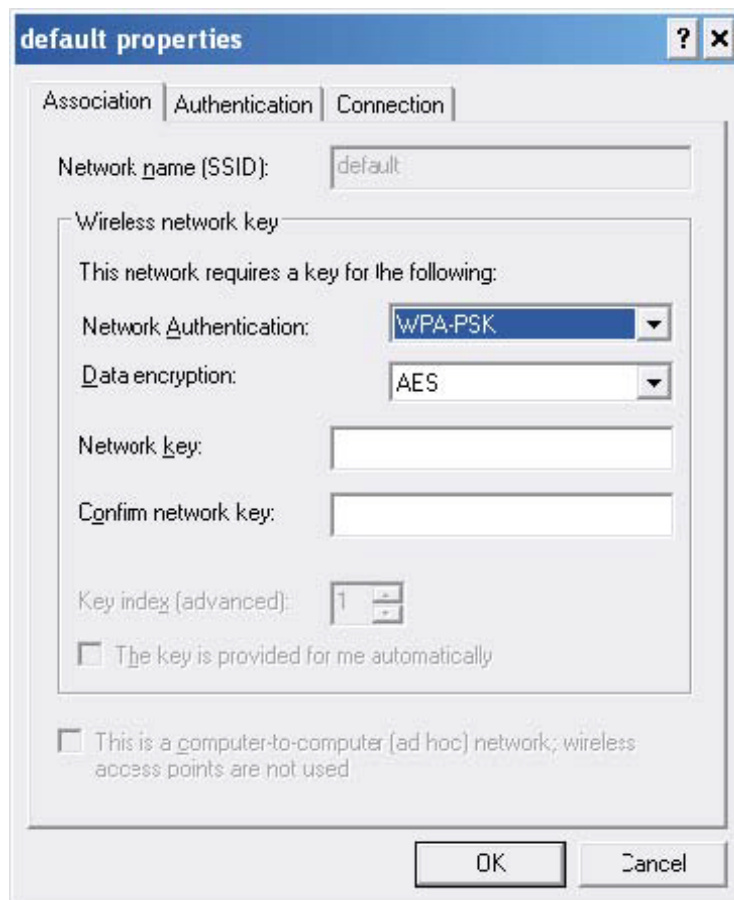 default properties
Association Authentication Connection
Network name (SSID): default
Wireless network key
This network requires a key for the following:
Network Authentication: WPA-PSK
Data encryption: AES
Network key:
Confirm network key:
Key index (advanced): 1
The key is provided for me automatically
This is a computer-to-computer (ad hoc) network; wireless
access points are not used
OK Cancel